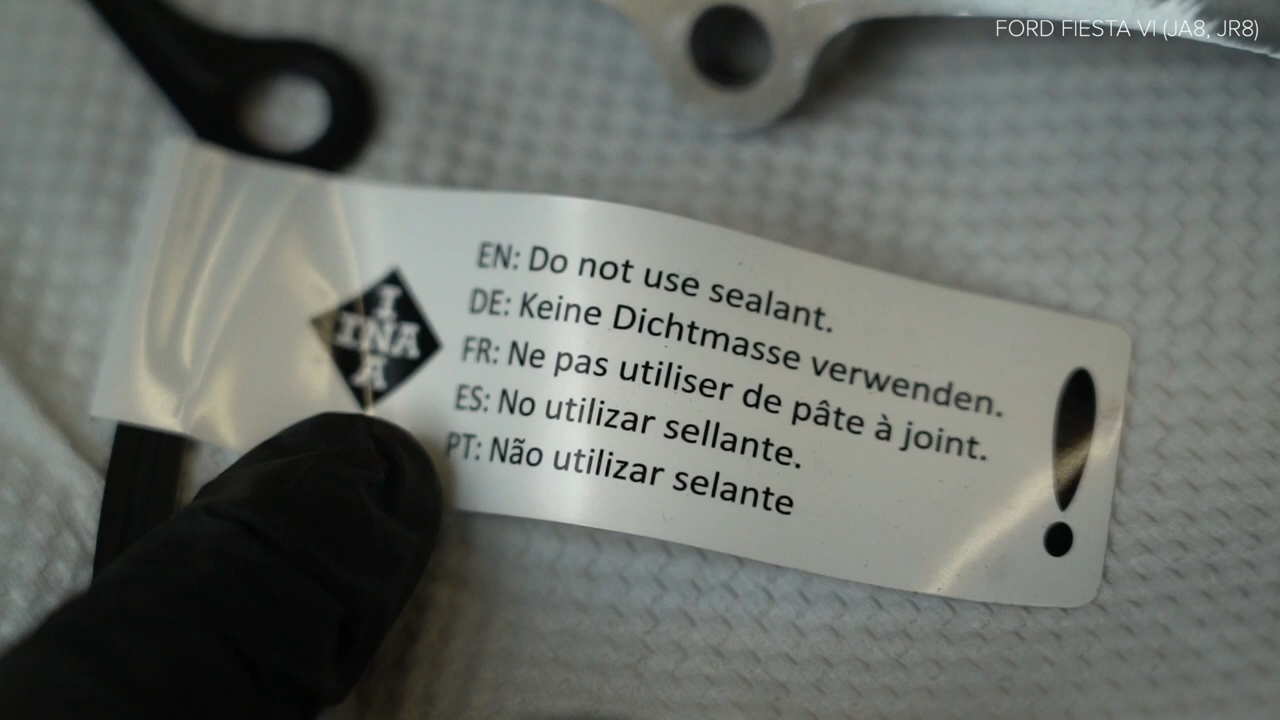 FORD FIESTA VI (JA8, JR8)
I
INA
A
EN: Do not use sealant.
DE: Keine Dichtmasse verwenden.
FR: Ne pas utiliser de pâte à joint.
ES: No utilizar sellante.
PT: Não utilizar selante
!